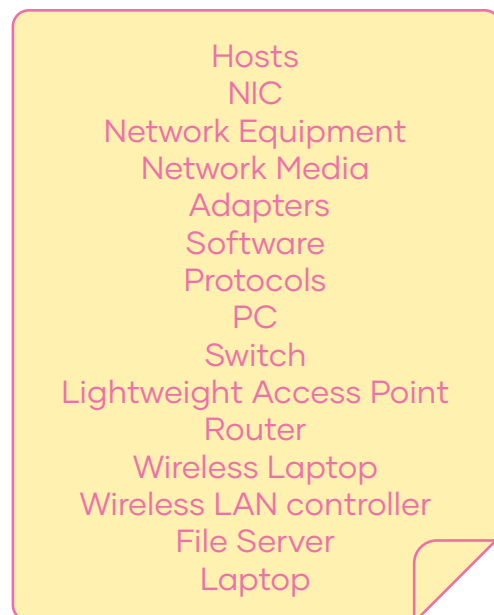 Hosts
NIC
Network Equipment
Network Media
Adapters
Software
Protocols
PC
Switch
Lightweight Access Point
Router
Wireless Laptop
Wireless LAN controller
File Server
Laptop